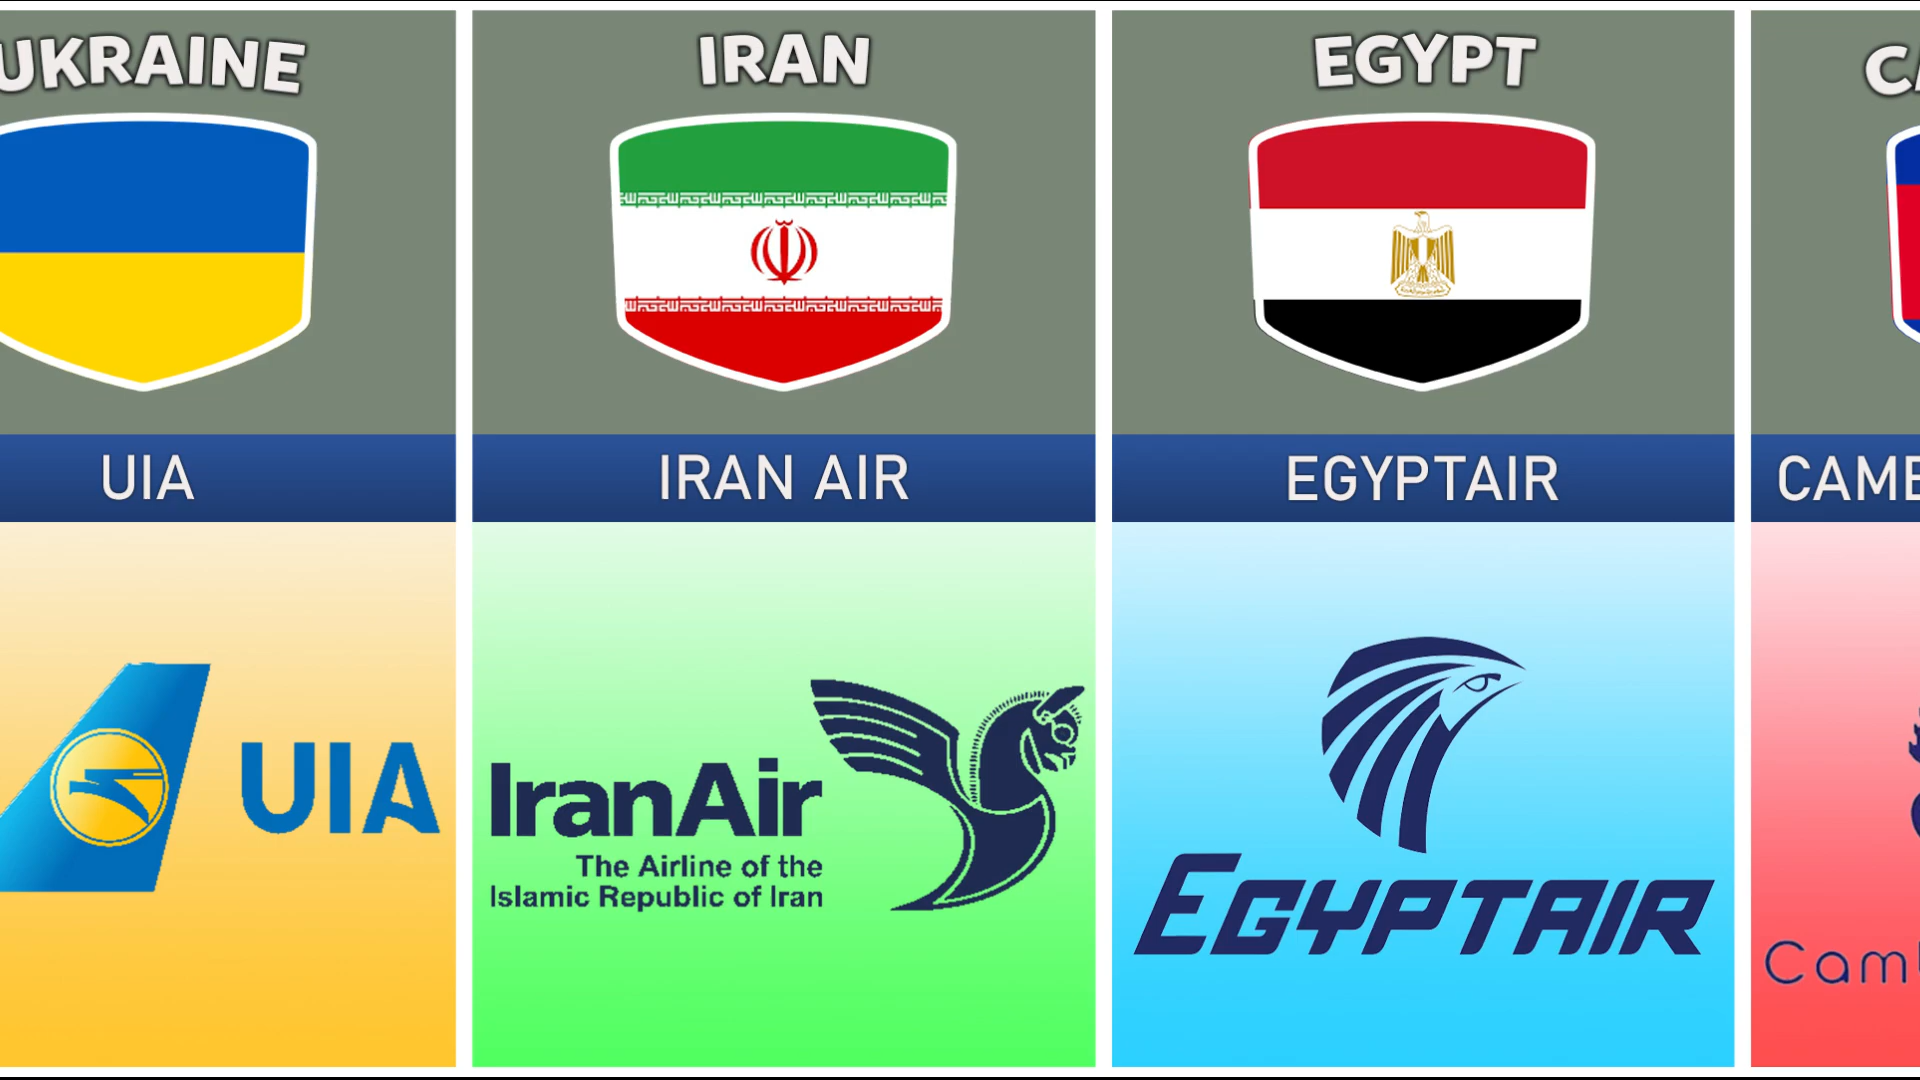 UKRAINE
UIA
UIA
IRAN
IRAN AIR
IranAir
The Airline of the
Islamic Republic of Iran
EGYPT
EGYPTAIR
EGYPTAIR